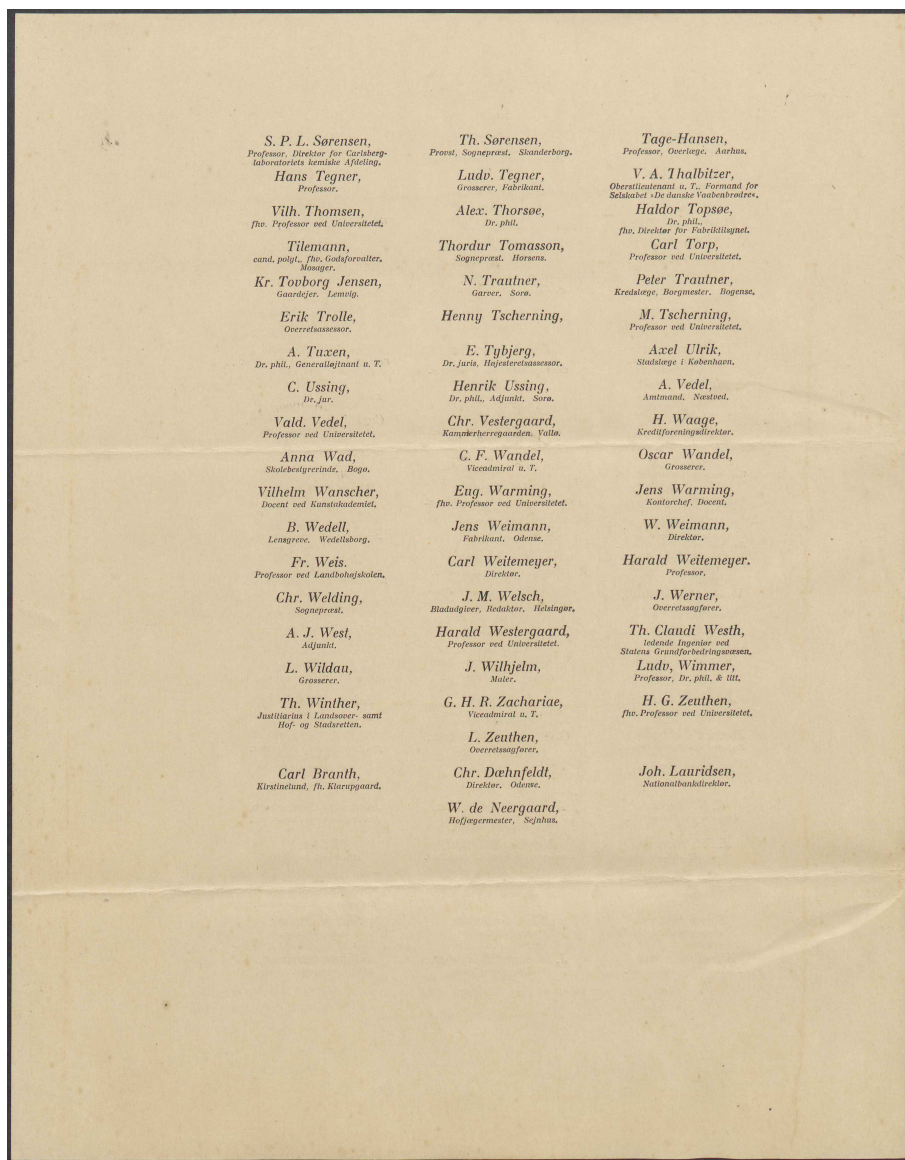 S. P. L. Sørensen,
Professor, Direktør for Carlsberg-
laboratoriets kemiske Afdeling.
Th. Sørensen,
Provst, Sognepræst, Skanderborg.
Tage-Hansen,
Professor, Overlæge. Aarhus.
Hans Tegner,
Professor.
Ludv. Tegner,
Grosserer, Fabrikant.
V. A. Thalbitzer,
Oberstlieutenant u. T., Formand for
Selskabet »De danske Vaabenbrødre«.
Vilh. Thomsen,
fhv. Professor ved Universitetet.
Alex. Thorsøe,
Dr. phil.
Haldor Topsøe,
Dr. phil.,
fhv. Direktør for Fabriktilsynet.
Tilemann,
cand. polyt., fhv. Godsforvalter,
Mosager.
Thordur Tomasson,
Sognepræst. Horsens.
Carl Torp,
Professor ved Universitetet.
Kr. Tovborg Jensen,
Gaardejer. Lemvig.
N. Trautner,
Garver. Sorø.
Peter Trautner,
Kredslæge, Borgmester. Bogense.
Erik Trolle,
Overretsassessor.
Henny Tscherning,
M. Tscherning,
Professor ved Universitetet.
A. Tuxen,
Dr. phil., Generalløjtnant u. T.
E. Tybjerg,
Dr. juris, Højesteretsassessor.
Axel Ulrik,
Stadslæge i København.
C. Ussing,
Dr. jur.
Henrik Ussing,
Dr. phil., Adjunkt. Sorø.
A. Vedel,
Amtmand. Næstved.
Vald. Vedel,
Professor ved Universitetet.
Chr. Vestergaard,
Kammerherregaarden. Vallø.
H. Waage,
Kreditforeningsdirektør.
Anna Wad,
Skolebestyrerinde. Bogø.
C. F. Wandel,
Viceadmiral u. T.
Oscar Wandel,
Grosserer.
Vilhelm Wanscher,
Docent ved Kunstakademiet.
Eug. Warming,
fhv. Professor ved Universitetet.
Jens Warming,
Kontorchef, Docent.
B. Wedell,
Lensgreve. Wedellsborg.
Jens Weimann,
Fabrikant. Odense.
W. Weimann,
Direktør.
Fr. Weis.
Professor ved Landbohøjskolen.
Carl Weitemeyer,
Direktør.
Harald Weitemeyer.
Professor.
Chr. Welding,
Sognepræst.
J. M. Welsch,
Bladudgiver, Redaktør. Helsingør.
J. Werner,
Overretssagfører.
A. J. West,
Adjunkt.
Harald Westergaard,
Professor ved Universitetet.
Th. Claudi Westh,
ledende Ingeniør ved
Statens Grundforbedringsvæsen.
L. Wildau,
Grosserer.
J. Wilhjelm,
Maler.
Ludv, Wimmer,
Professor, Dr. phil. & litt.
Th. Winther,
Justitiarius i Landsover- samt
Hof- og Stadsretten.
G. H. R. Zachariae,
Viceadmiral u. T.
H. G. Zeuthen,
fhv. Professor ved Universitetet.
L. Zeuthen,
Overretssagfører.
Carl Branth,
Kirstinelund, fh. Klarupgaard.
Chr. Dæhnfeldt,
Direktør. Odense.
Joh. Lauridsen,
Nationalbankdirektør.
W. de Neergaard,
Hofjægermester, Sejnhus.